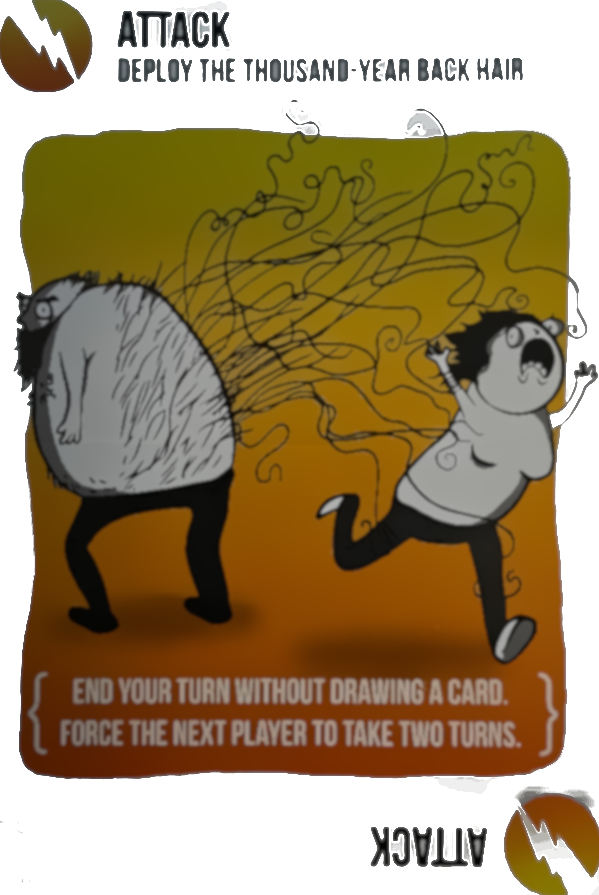 ATTACK
DEPLOY THE THOUSAND-YEAR BACK HAIR
END YOUR TURN WITHOUT DRAWING A CARD.
FORCE THE NEXT PLAYER TO TAKE TWO TURNS.
ATTACK